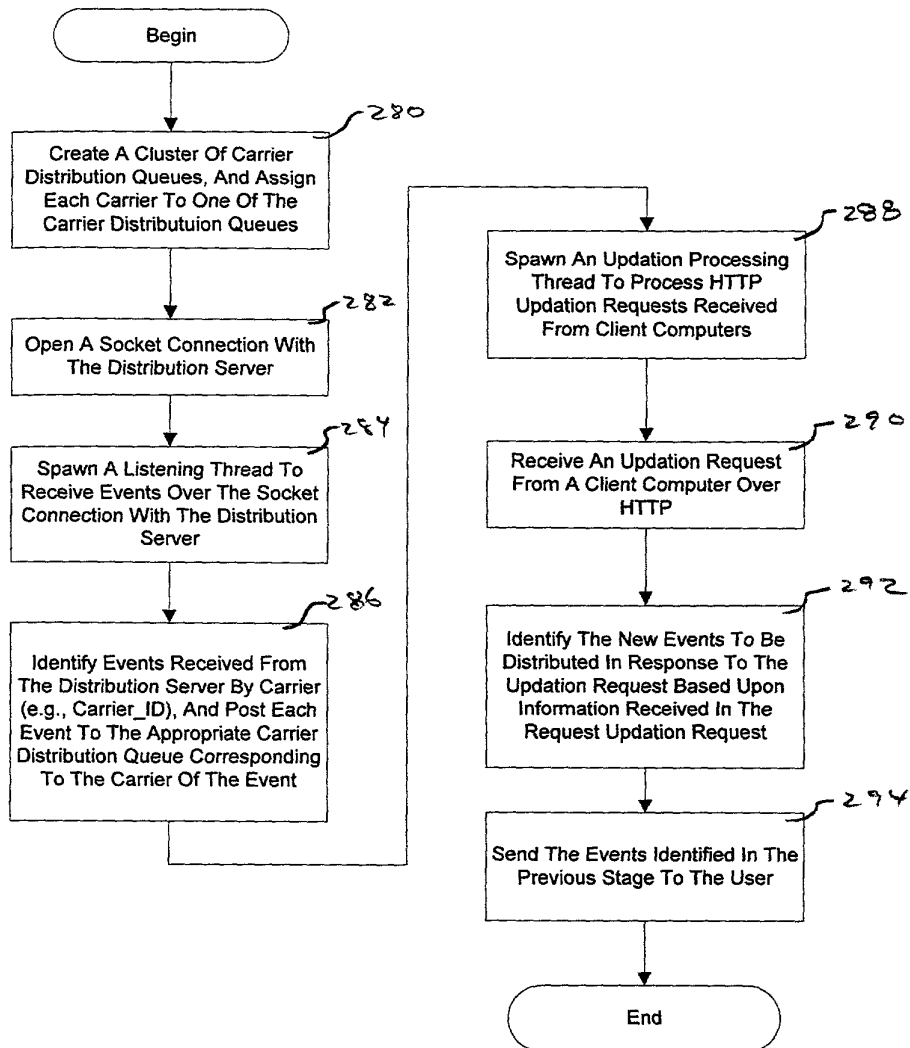 Begin
280
Create A Cluster Of Carrier
Distribution Queues, And Assign
Each Carrier To One Of The
Carrier Distributuion Queues
282
Open A Socket Connection With
The Distribution Server
284
Spawn A Listening Thread To
Receive Events Over The Socket
Connection With The Distribution
Server
286
Identify Events Received From
The Distribution Server By Carrier
(e.g., Carrier_ID), And Post Each
Event To The Appropriate Carrier
Distribution Queue Corresponding
To The Carrier Of The Event
288
Spawn An Updation Processing
Thread To Process HTTP
Updation Requests Received
From Client Computers
290
Receive An Updation Request
From A Client Computer Over
HTTP
292
Identify The New Events To Be
Distributed In Response To The
Updation Request Based Upon
Information Received In The
Request Updation Request
294
Send The Events Identified In The
Previous Stage To The User
End